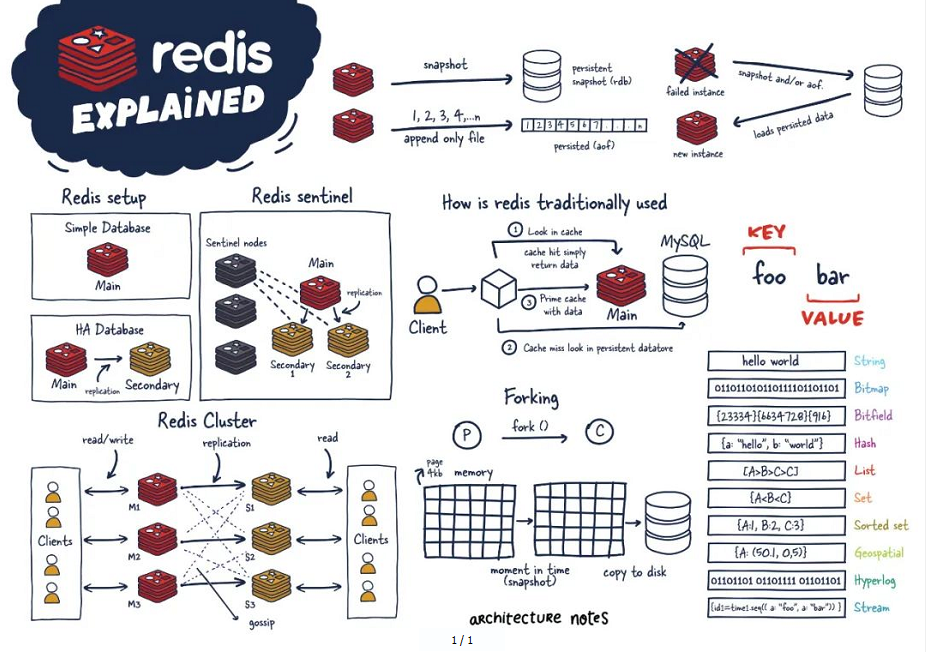 redis
EXPLAINED
snapshot
persistent
snapshot (rdb)
1, 2, 3, 4,...n
append only file
1 2 3 4 5 6 7 . . . . n
persisted (aof)
failed instance
snapshot and/or aof.
loads persisted data
new instance
Redis setup
Simple Database
Main
HA Database
Main
replication
Secondary
Redis sentinel
Sentinel nodes
Main
replication
Secondary
1
Secondary
2
How is redis traditionally used
1 Look in cache
cache hit simply
return data
MySQL
3 Prime cache
with data
Client
Main
2 Cache miss look in persistent datatore
KEY
foo bar
VALUE
hello world String
011011010110111101101101 Bitmap
{23334}{6634728}{916} Bitfield
{a: "hello", b: "world"} Hash
[A>B>C>C] List
{A<B<C} Set
{A:1, B:2, C:3} Sorted set
{A: (50.1, 0,5)} Geospatial
01101101 01101111 01101101 Hyperlog
{id1=time1.seq(( a: "foo", a: "bar")) } Stream
Redis Cluster
read/write
replication
read
Clients
M1
S1
M2
S2
M3
S3
Clients
gossip
Forking
P
fork ()
C
page
4kb
memory
moment in time
(snapshot)
copy to disk
architecture notes
1 / 1